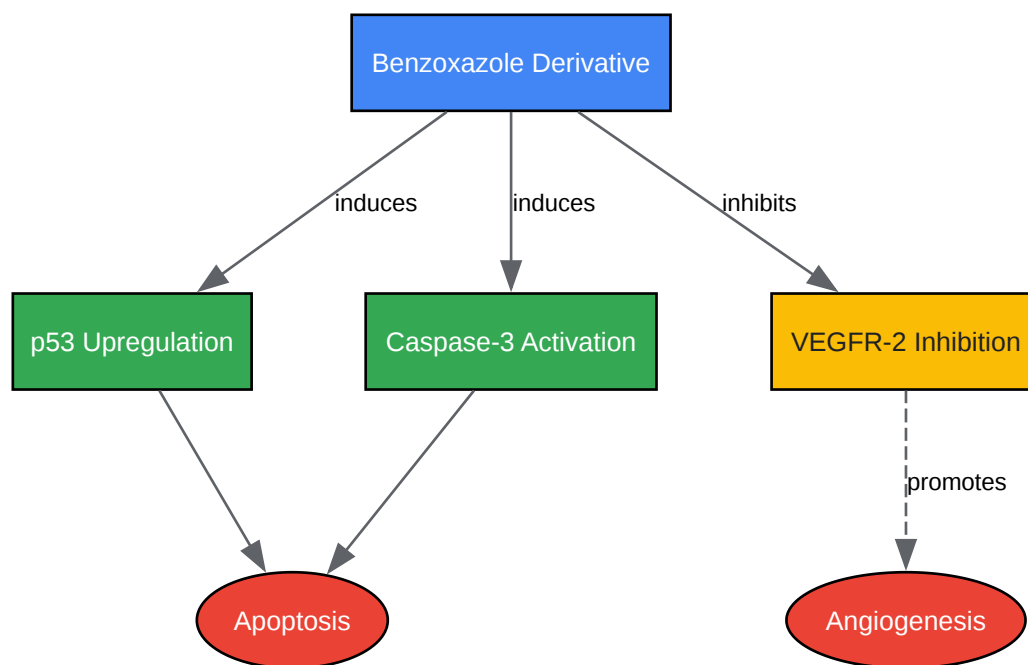 Benzoxazole Derivative
induces
induces
inhibits
p53 Upregulation
Caspase-3 Activation
VEGFR-2 Inhibition
promotes
Apoptosis
Angiogenesis